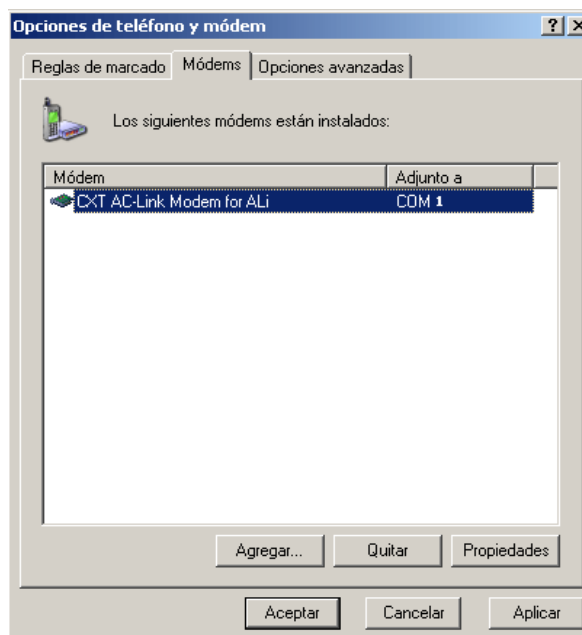 Opciones de teléfono y módem
Reglas de marcado Módems Opciones avanzadas
Los siguientes módems están instalados:
Módem Adjunto a
CXT AC-Link Modem for ALi COM 1
Agregar... Quitar Propiedades
Aceptar Cancelar Aplicar